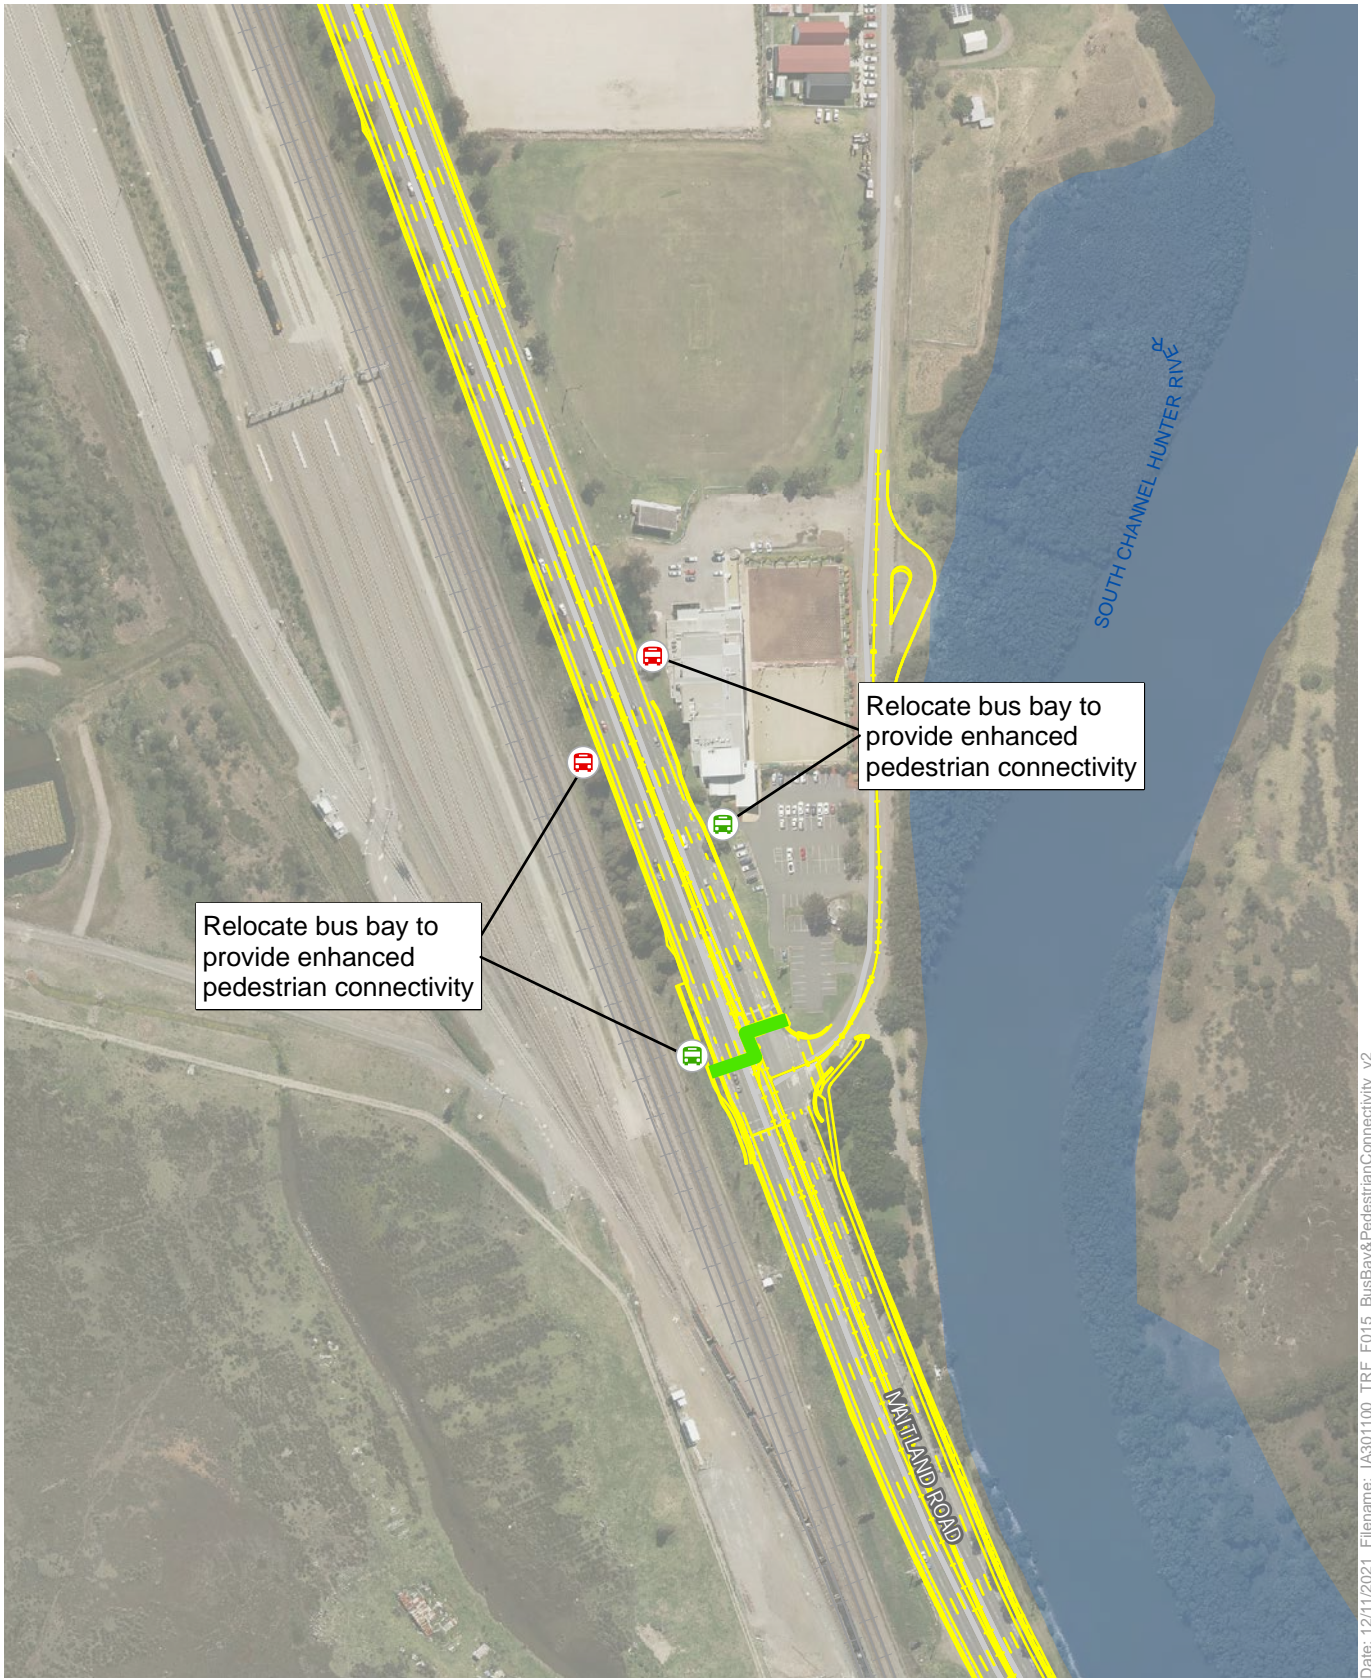 SOUTH CHANNEL HUNTER RIVER
Relocate bus bay to
provide enhanced
pedestrian connectivity
Relocate bus bay to
provide enhanced
pedestrian connectivity
MAITLAND ROAD
Date: 12/11/2021 Filename: IA301100_TRF_F015_BusBay&PedestrianConnectivity_v2